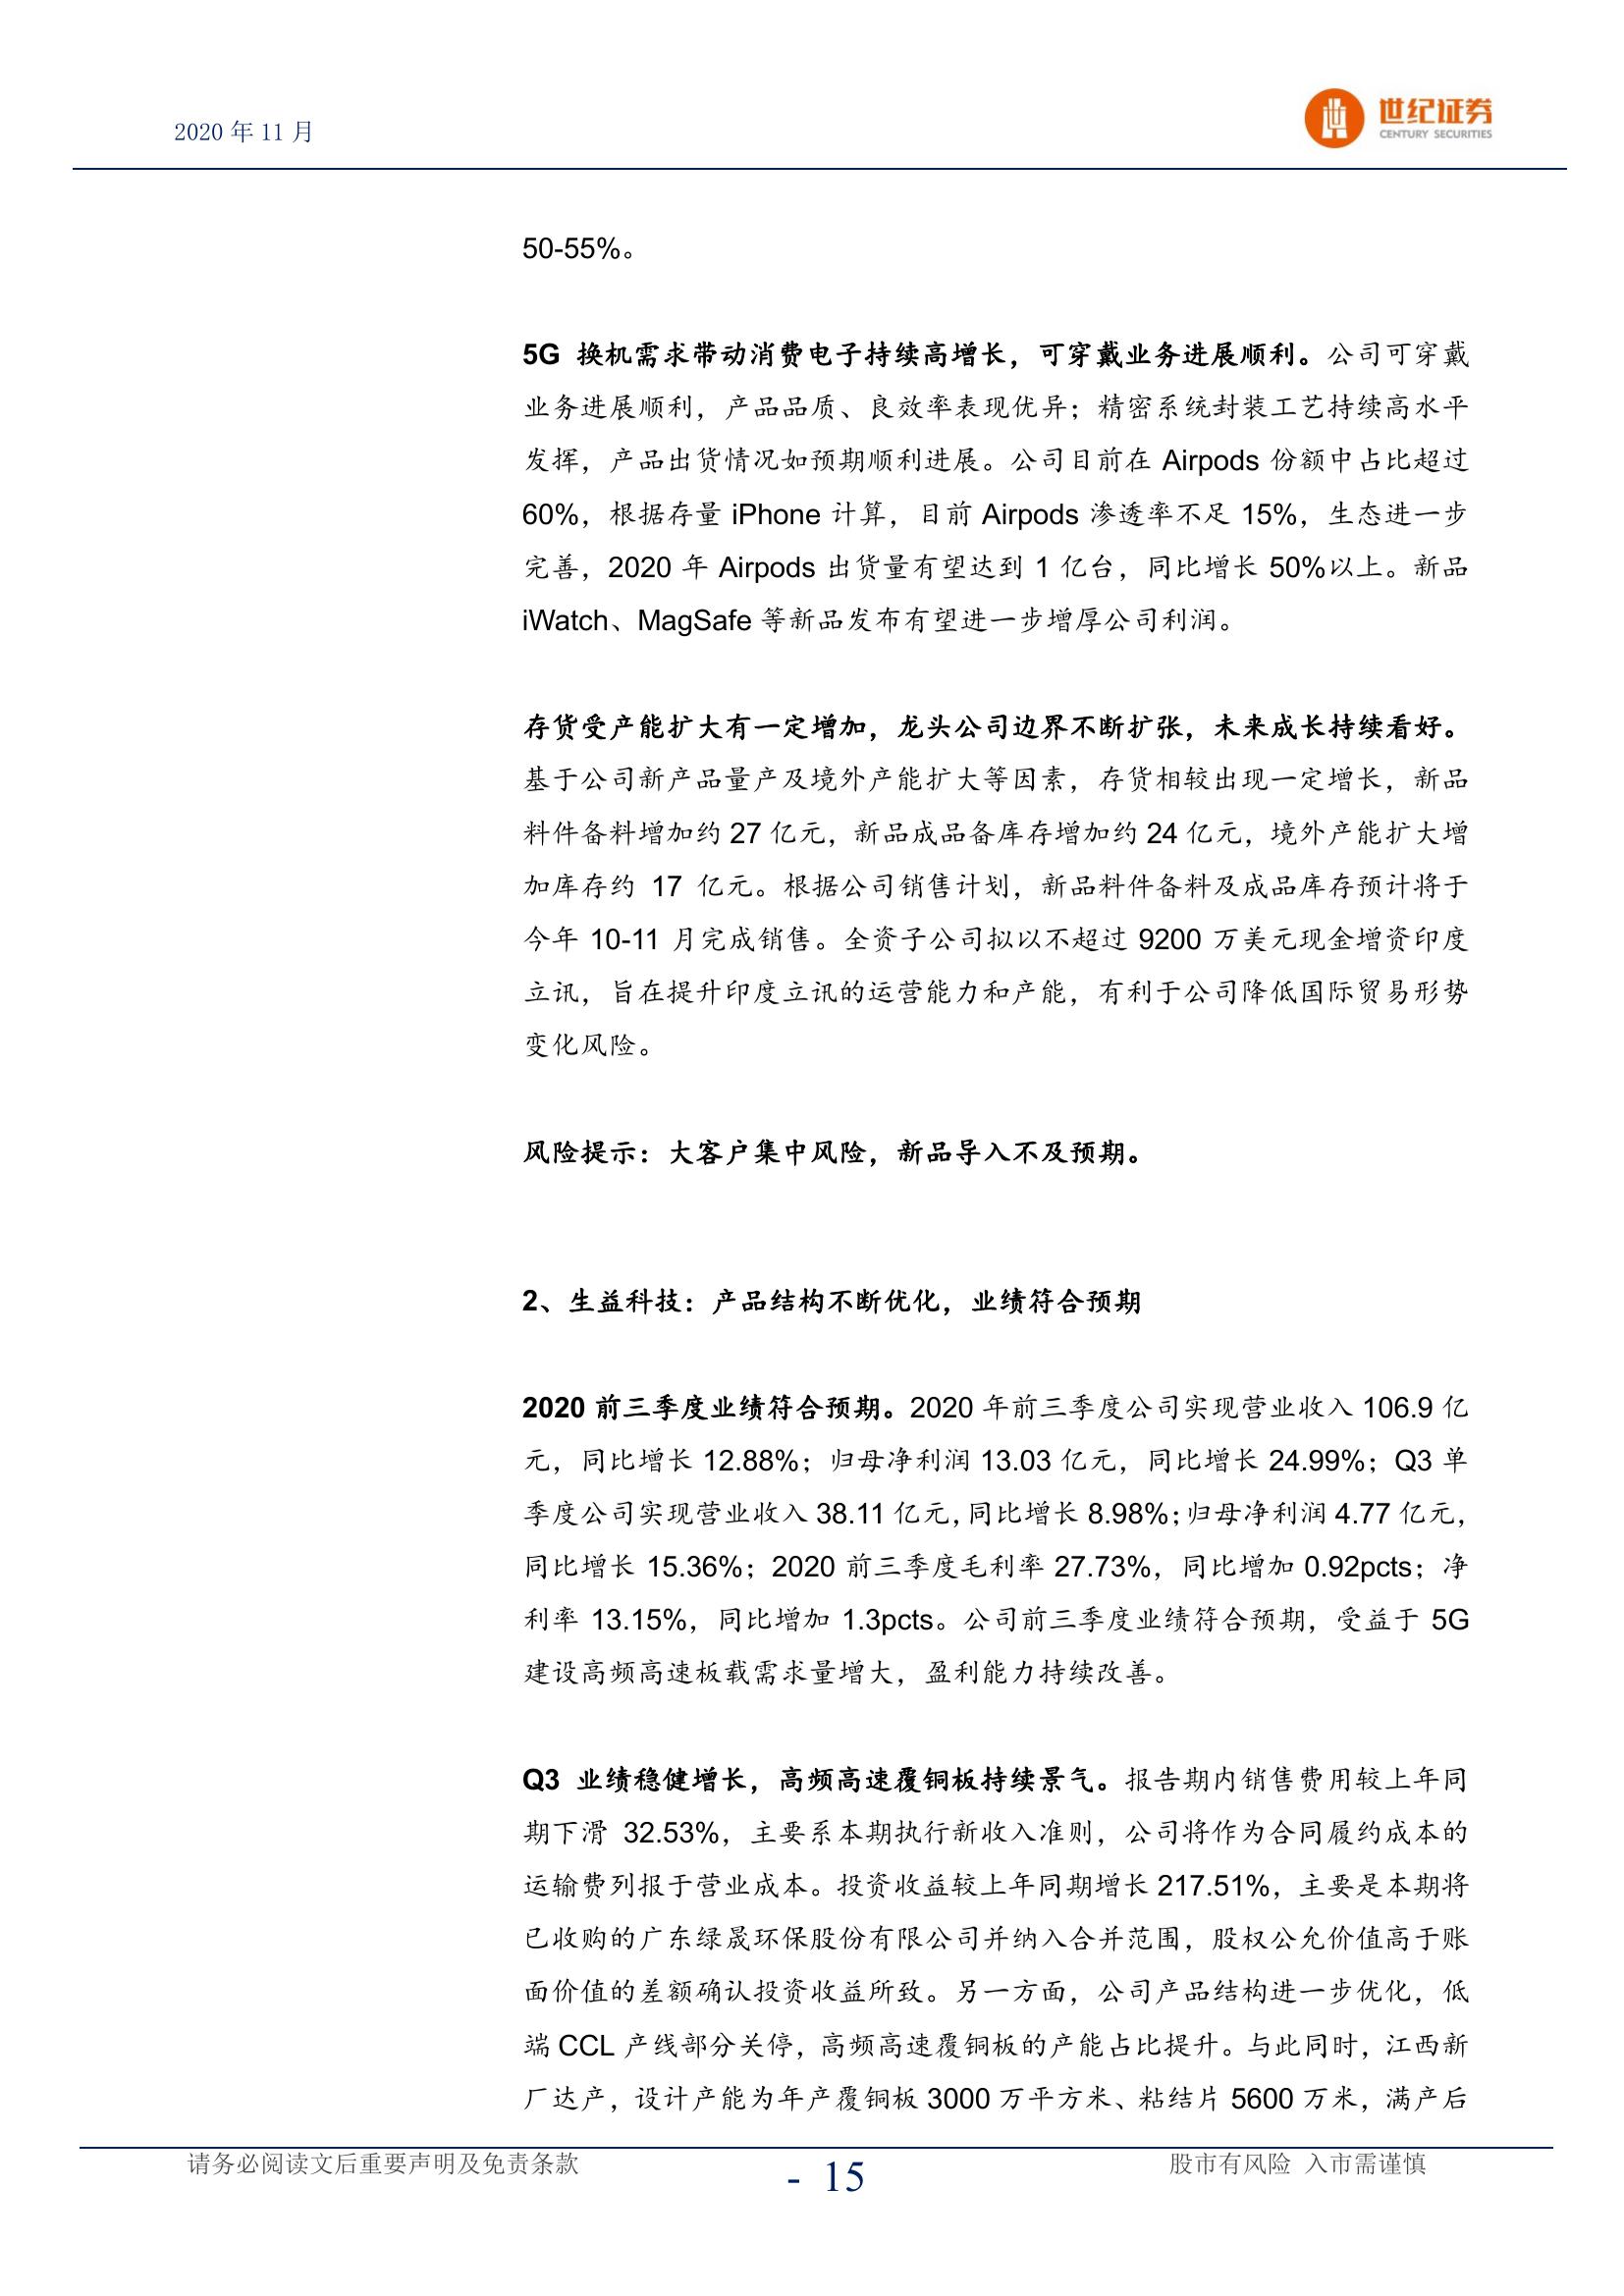 2020 年 11 月
世纪证券
CENTURY SECURITIES
50-55%。
5G 换机需求带动消费电子持续高增长，可穿戴业务进展顺利。公司可穿戴
业务进展顺利，产品品质、良效率表现优异；精密系统封装工艺持续高水平
发挥，产品出货情况如预期顺利进展。公司目前在 Airpods 份额中占比超过
60%，根据存量 iPhone 计算，目前 Airpods 渗透率不足 15%，生态进一步
完善，2020 年 Airpods 出货量有望达到 1 亿台，同比增长 50%以上。新品
iWatch、MagSafe 等新品发布有望进一步增厚公司利润。
存货受产能扩大有一定增加，龙头公司边界不断扩张，未来成长持续看好。
基于公司新产品量产及境外产能扩大等因素，存货相较出现一定增长，新品
料件备料增加约 27 亿元，新品成品备库存增加约 24 亿元，境外产能扩大增
加库存约 17 亿元。根据公司销售计划，新品料件备料及成品库存预计将于
今年 10-11 月完成销售。全资子公司拟以不超过 9200 万美元现金增资印度
立讯，旨在提升印度立讯的运营能力和产能，有利于公司降低国际贸易形势
变化风险。
风险提示：大客户集中风险，新品导入不及预期。
2、生益科技：产品结构不断优化，业绩符合预期
2020 前三季度业绩符合预期。2020 年前三季度公司实现营业收入 106.9 亿
元，同比增长 12.88%；归母净利润 13.03 亿元，同比增长 24.99%；Q3 单
季度公司实现营业收入 38.11 亿元，同比增长 8.98%；归母净利润 4.77 亿元，
同比增长 15.36%；2020 前三季度毛利率 27.73%，同比增加 0.92pcts；净
利率 13.15%，同比增加 1.3pcts。公司前三季度业绩符合预期，受益于 5G
建设高频高速板载需求量增大，盈利能力持续改善。
Q3 业绩稳健增长，高频高速覆铜板持续景气。报告期内销售费用较上年同
期下滑 32.53%，主要系本期执行新收入准则，公司将作为合同履约成本的
运输费列报于营业成本。投资收益较上年同期增长 217.51%，主要是本期将
已收购的广东绿晟环保股份有限公司并纳入合并范围，股权公允价值高于账
面价值的差额确认投资收益所致。另一方面，公司产品结构进一步优化，低
端 CCL 产线部分关停，高频高速覆铜板的产能占比提升。与此同时，江西新
厂达产，设计产能为年产覆铜板 3000 万平方米、粘结片 5600 万米，满产后
请务必阅读文后重要声明及免责条款
- 15
股市有风险 入市需谨慎